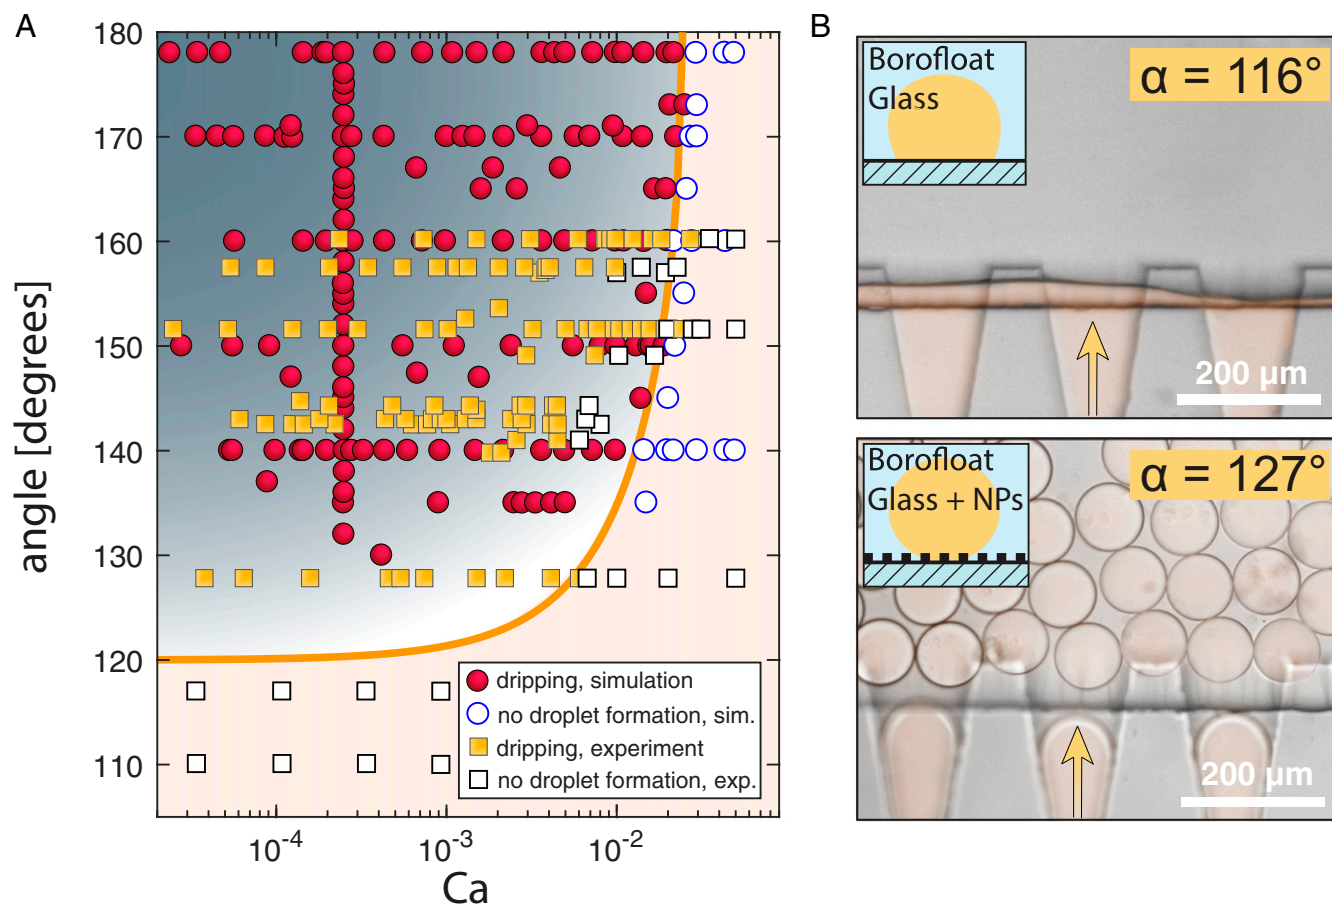 A
180
170
160
150
140
130
120
110
angle [degrees]
10-4
10-3
10-2
Ca
dripping, simulation
no droplet formation, sim.
dripping, experiment
no droplet formation, exp.
B
Borofloat
Glass
α = 116°
200 µm
Borofloat
Glass + NPs
α = 127°
200 µm